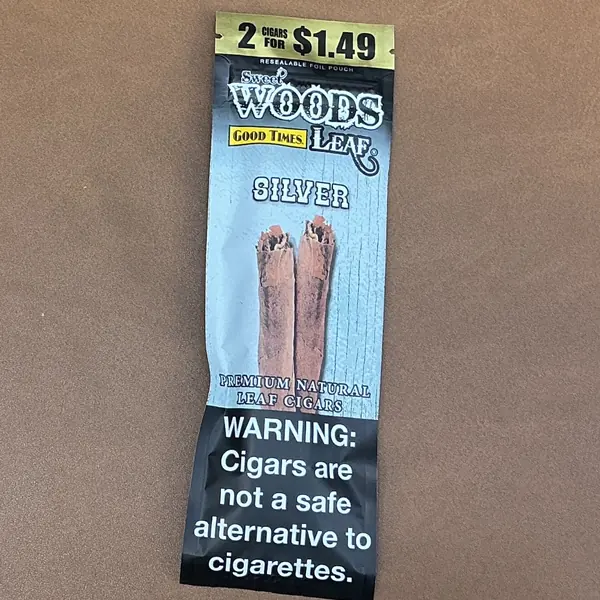 2 CIGARS FOR $1.49
RESEALABLE FOIL POUCH
Sweet
WOODS
GOOD TIMES. LEAF®
SILVER
PREMIUM NATURAL
LEAF CIGARS
WARNING:
Cigars are
not a safe
alternative to
cigarettes.